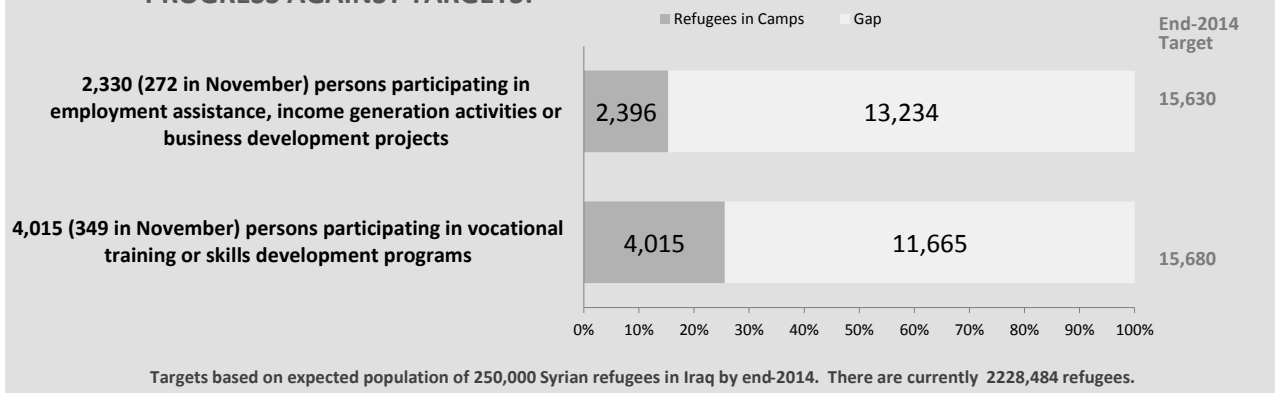 Refugees in Camps Gap
End-2014
Target
2,330 (272 in November) persons participating in
employment assistance, income generation activities or
business development projects
2,396 13,234
15,630
4,015 (349 in November) persons participating in vocational
training or skills development programs
4,015 11,665
15,680
0% 10% 20% 30% 40% 50% 60% 70% 80% 90% 100%
Targets based on expected population of 250,000 Syrian refugees in Iraq by end-2014. There are currently 2228,484 refugees.